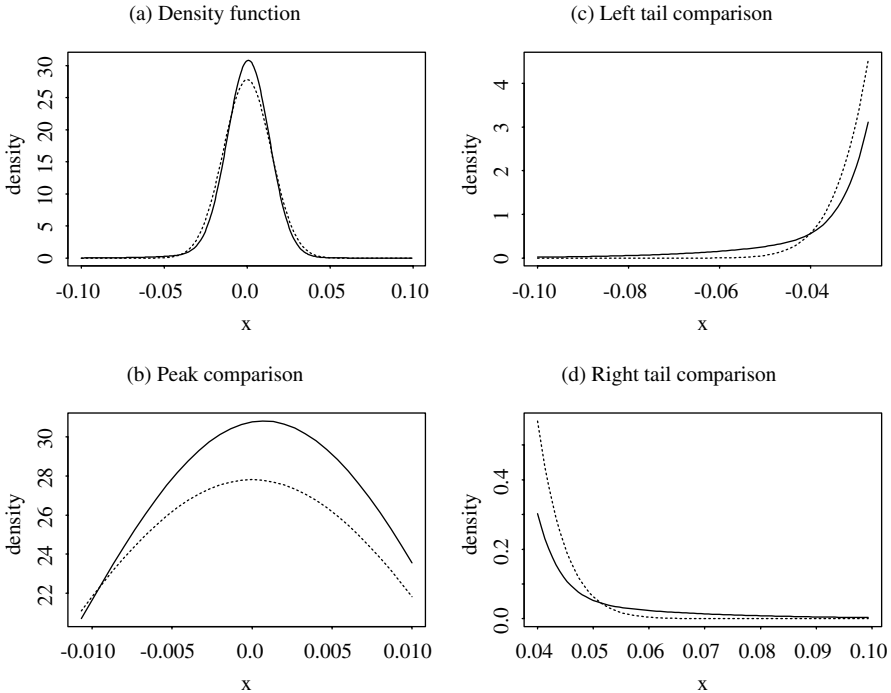 (a) Density function
density
0 5 10 15 20 25 30
-0.10 -0.05 0.0 0.05 0.10
x
(c) Left tail comparison
density
0 1 2 3 4
-0.10 -0.08 -0.06 -0.04
x
(b) Peak comparison
density
22 24 26 28 30
-0.010 -0.005 0.0 0.005 0.010
x
(d) Right tail comparison
density
0.0 0.2 0.4
0.04 0.05 0.06 0.07 0.08 0.09 0.10
x